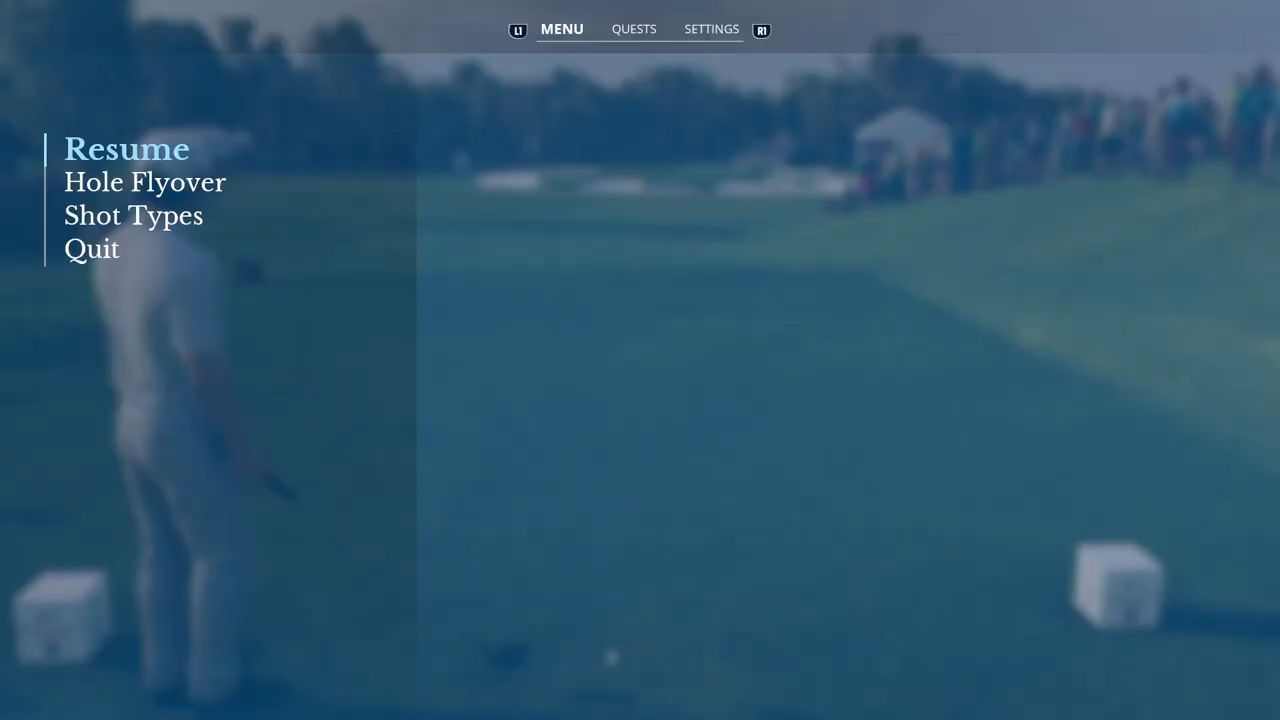 L1 MENU QUESTS SETTINGS R1
Resume
Hole Flyover
Shot Types
Quit